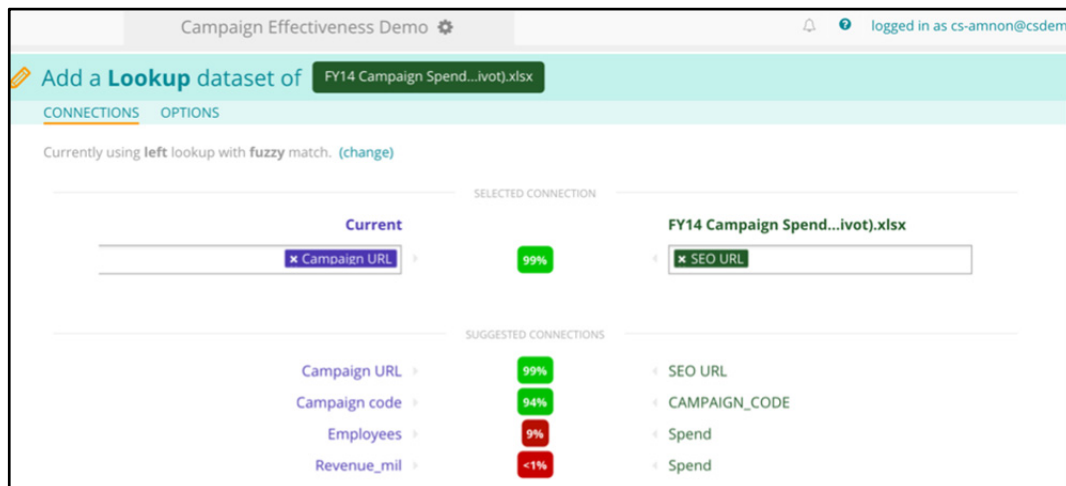 Campaign Effectiveness Demo
logged in as cs-amnon@csdem
Add a Lookup dataset of FY14 Campaign Spend...ivot).xlsx
CONNECTIONS OPTIONS
Currently using left lookup with fuzzy match. (change)
SELECTED CONNECTION
Current FY14 Campaign Spend...ivot).xlsx
× Campaign URL 99% × SEO URL
SUGGESTED CONNECTIONS
Campaign URL 99% SEO URL
Campaign code 94% CAMPAIGN_CODE
Employees 9% Spend
Revenue_mil <1% Spend